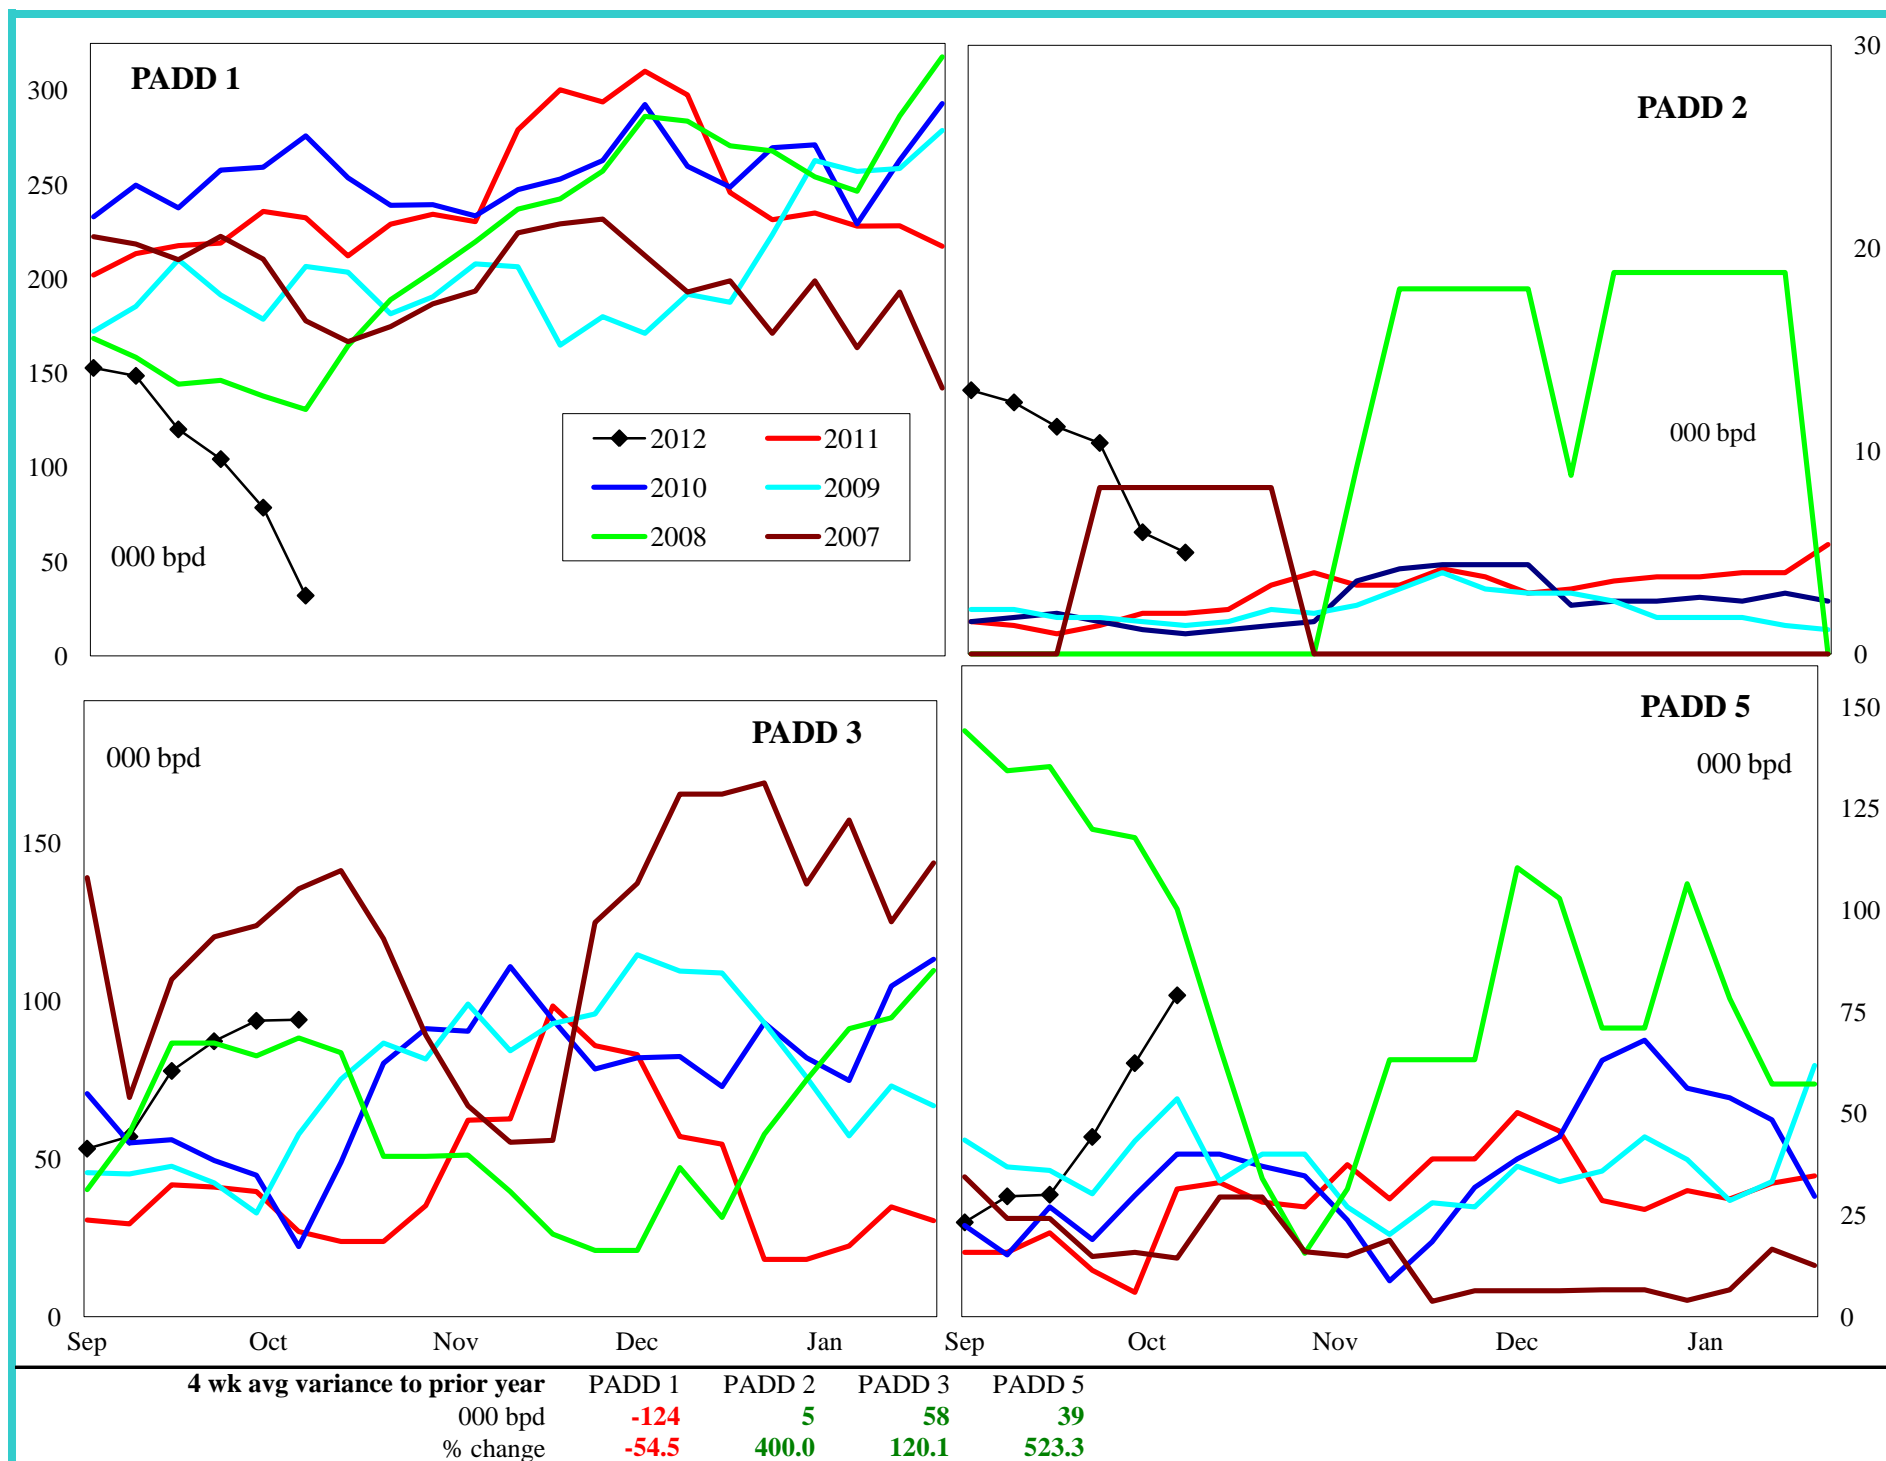 PADD 1
300
250
200
150
100
50
0
000 bpd
2012 2011
2010 2009
2008 2007
PADD 2
30
20
10
0
000 bpd
PADD 3
000 bpd
150
100
50
0
Sep Oct Nov Dec Jan
PADD 5
000 bpd
150
125
100
75
50
25
0
Sep Oct Nov Dec Jan
4 wk avg variance to prior year PADD 1 PADD 2 PADD 3 PADD 5
000 bpd -124 5 58 39
% change -54.5 400.0 120.1 523.3